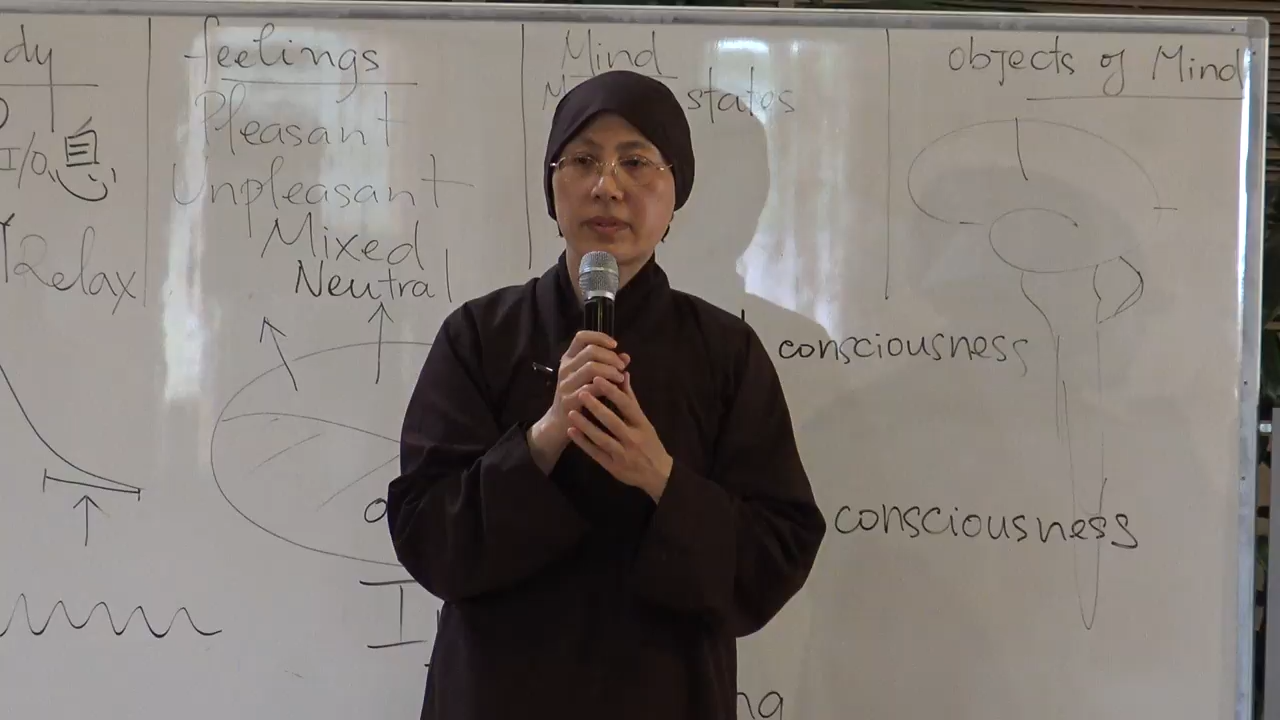 dy
I/O 息
Relax
feelings
Pleasant
Unpleasant
Mixed
Neutral
Mind
states
objects of Mind
consciousness
consciousness